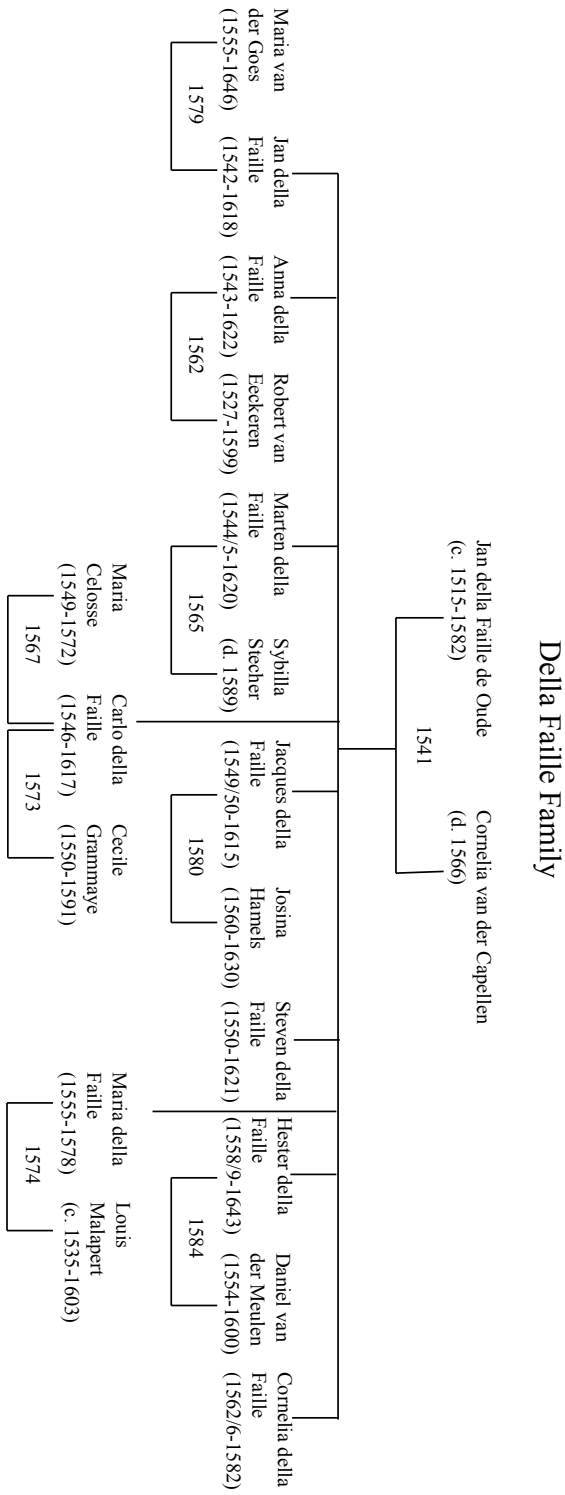 Della Faille Family
Jan della Faille de Oude
(c. 1515-1582)
1541
Cornelia van der Capellen
(d. 1566)
Maria van
der Goes
(1555-1646)
1579
Jan della
Faille
(1542-1618)
Anna della
Faille
(1543-1622)
1562
Robert van
Eeckeren
(1527-1599)
Marten della
Faille
(1544/5-1620)
1565
Sybilla
Stecher
(d. 1589)
Jacques della
Faille
(1549/50-1615)
1580
Josina
Hamels
(1560-1630)
Steven della
Faille
(1550-1621)
Hester della
Faille
(1558/9-1643)
1584
Daniel van
der Meulen
(1554-1600)
Cornelia della
Faille
(1562/6-1582)
Maria
Celosse
(1549-1572)
1567
Carlo della
Faille
(1546-1617)
1573
Cecile
Grammaye
(1550-1591)
Maria della
Faille
(1555-1578)
1574
Louis
Malapert
(c. 1535-1603)